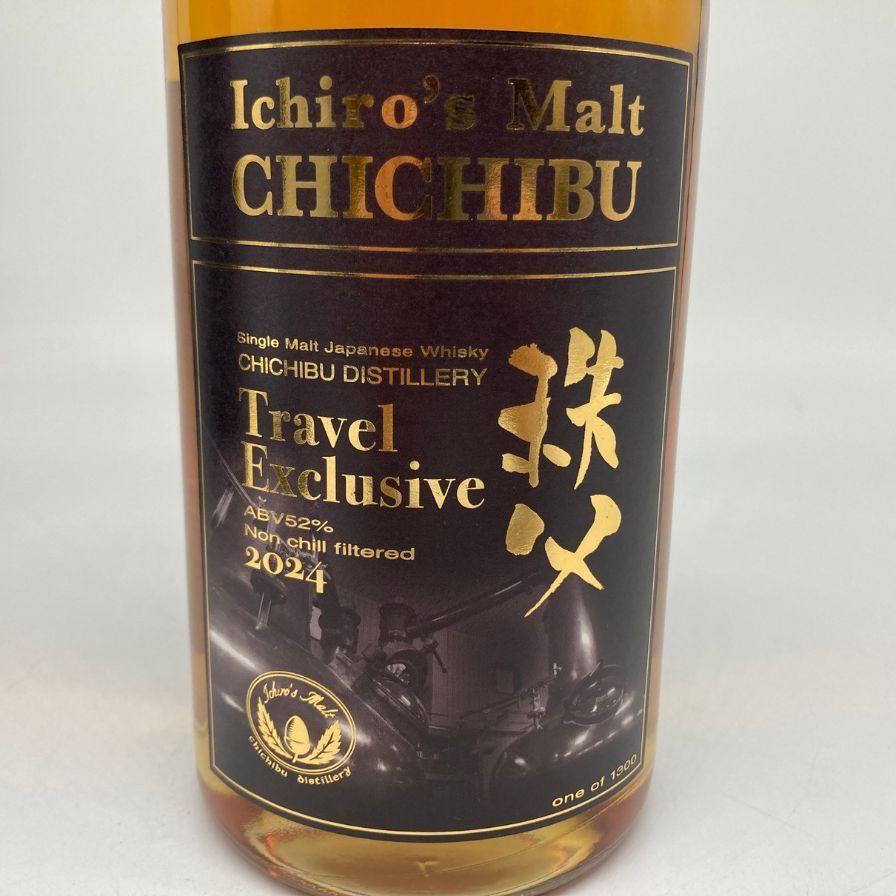 Ichiro's Malt
CHICHIBU
Single Malt Japanese Whisky
CHICHIBU DISTILLERY
Travel
Exclusive
ABV52%
Non chill filtered
2024
秩父
Ichiro's Malt
chichibu distillery
one of 1300